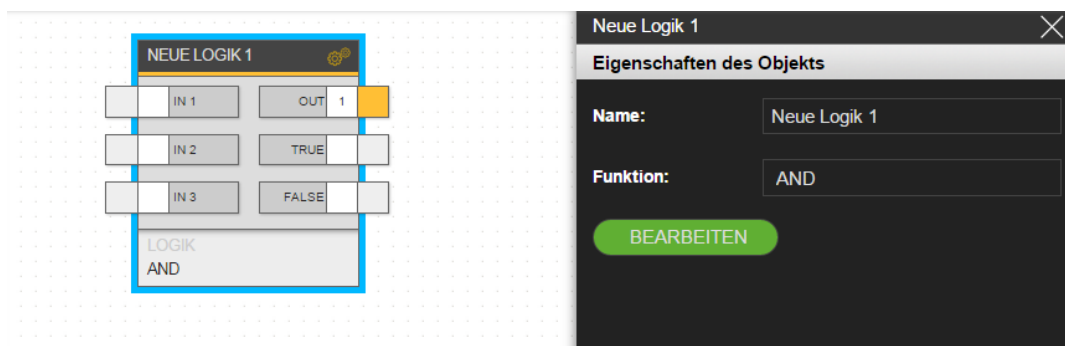 NEUE LOGIK 1
IN 1
OUT 1
IN 2
TRUE
IN 3
FALSE
LOGIK
AND
Neue Logik 1
Eigenschaften des Objekts
Name: Neue Logik 1
Funktion: AND
BEARBEITEN